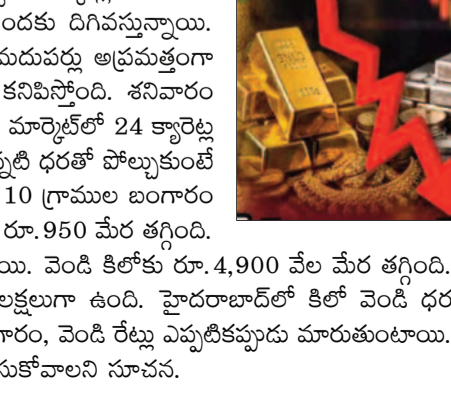 ందకు దిగివస్తున్నాయి.
మదుపర్లు అప్రమత్తంగా
కనిపిస్తోంది. శనివారం
మార్కెట్‌లో 24 క్యారెట్ల
న్నటి ధరతో పోల్చుకుంటే
10 గ్రాముల బంగారం
రూ.950 మేర తగ్గింది.
యి. వెండి కిలోకు రూ.4,900 వేల మేర తగ్గింది.
లక్షలుగా ఉంది. హైదరాబాద్‌లో కిలో వెండి ధర
గారం, వెండి రేట్లు ఎప్పటికప్పుడు మారుతుంటాయి.
సుకోవాలని సూచన.